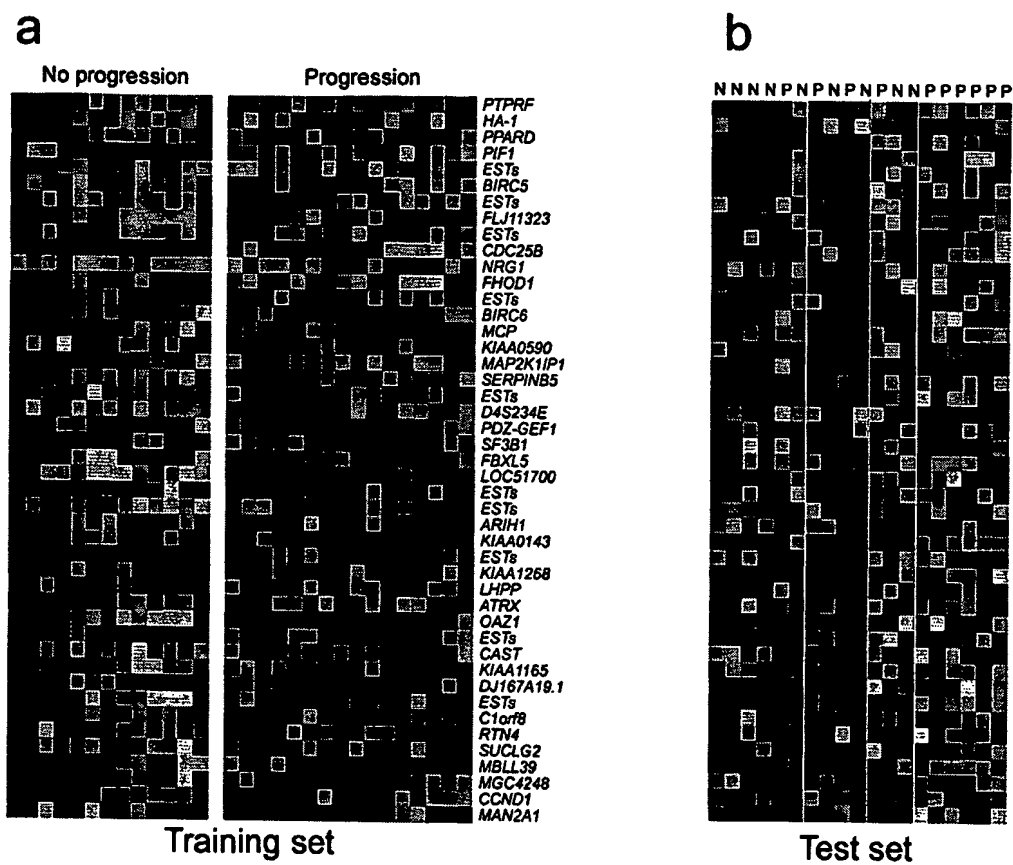 a
No progression
Progression
PTPRF
HA-1
PPARD
PIF1
ESTs
BIRC5
ESTs
FLJ11323
ESTs
CDC25B
NRG1
FHOD1
ESTs
BIRC6
MCP
KIAA0590
MAP2K1IP1
SERPINB5
ESTs
D4S234E
PDZ-GEF1
SF3B1
FBXL5
LOC51700
ESTs
ESTs
ARIH1
KIAA0143
ESTs
KIAA1268
LHPP
ATRX
OAZ1
ESTs
CAST
KIAA1165
DJ167A19.1
ESTs
C1orf8
RTN4
SUCLG2
MBLL39
MGC4248
CCND1
MAN2A1
Training set
b
N N N N P N P N P N P N N P P P P P P
Test set